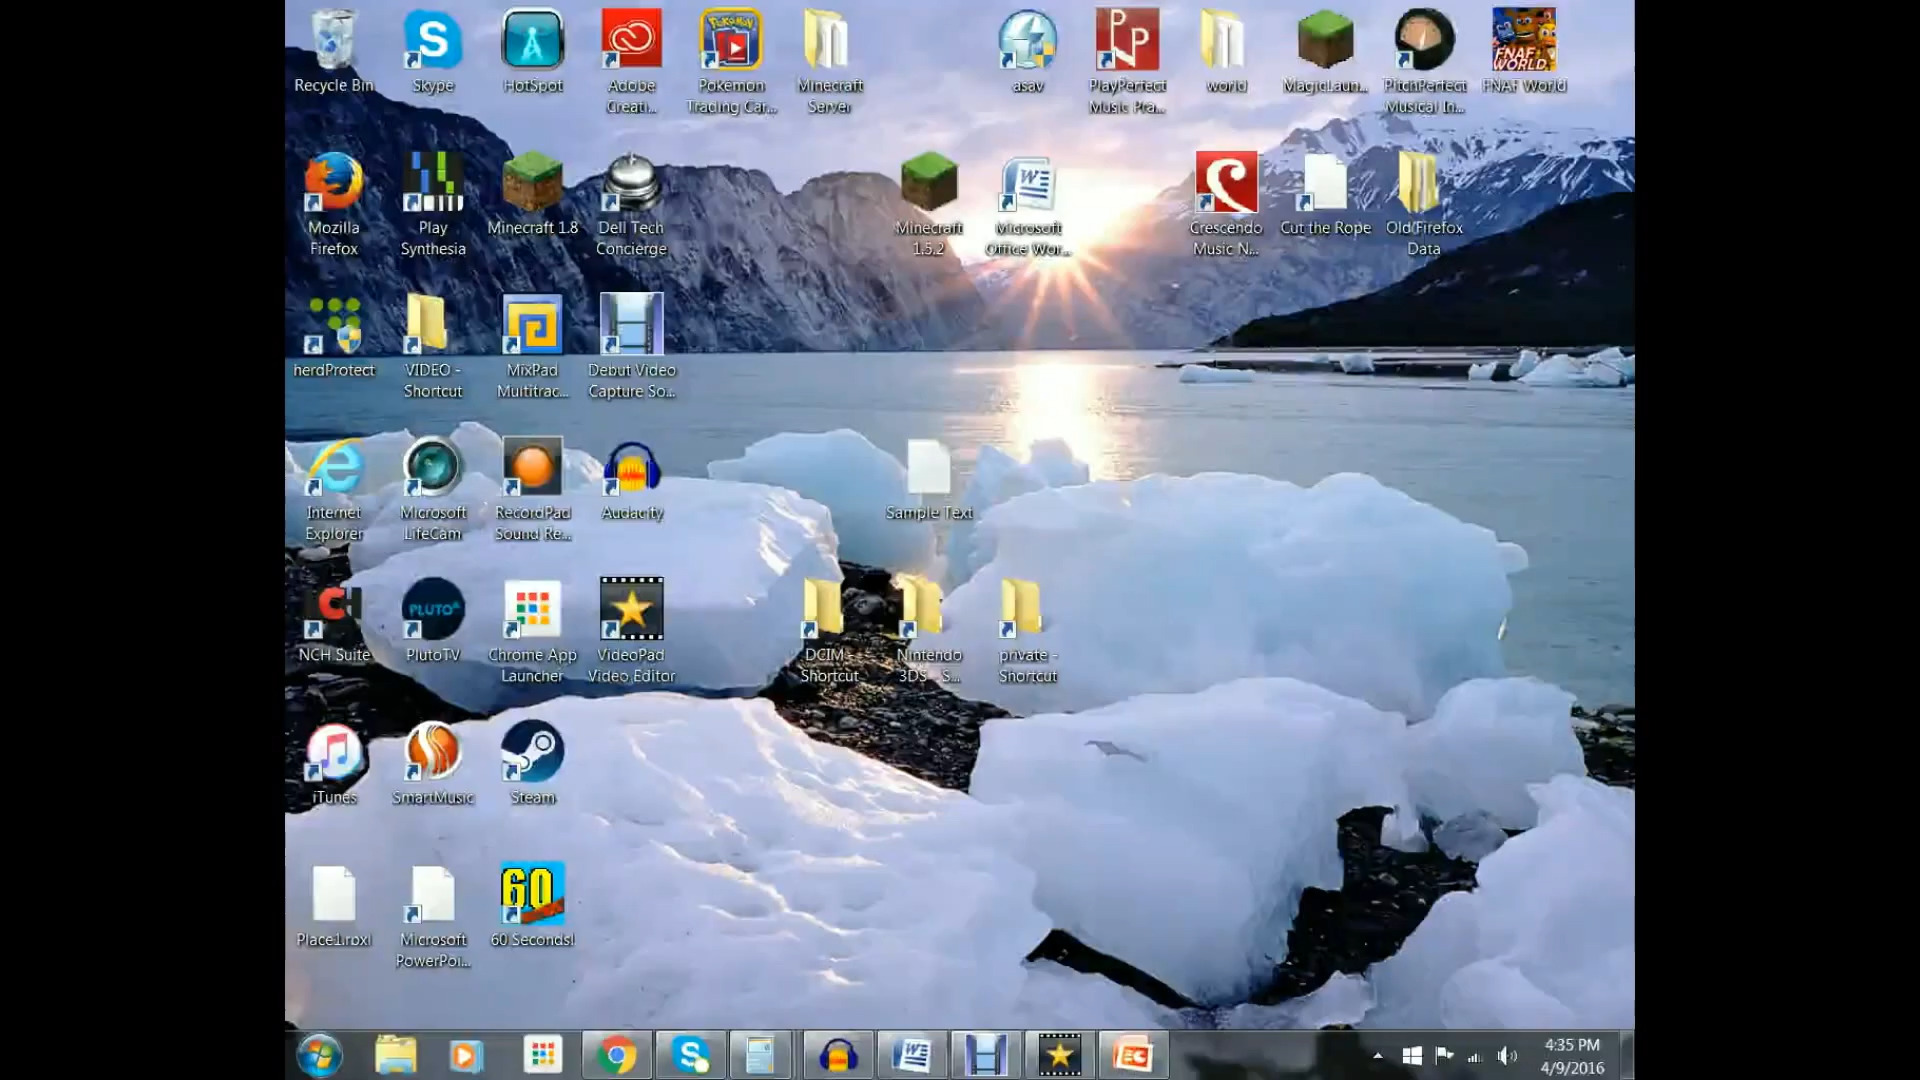 Recycle Bin
Skype
HotSpot
Adobe
Creati...
Pokemon
Trading Car...
Minecraft
Server
asav
PlayPerfect
Music Pra...
world
MagicLaun...
PitchPerfect
Musical In...
FNAF
WORLD
FNAF World
Mozilla
Firefox
Play
Synthesia
Minecraft 1.8
Dell Tech
Concierge
Minecraft
1.5.2
Microsoft
Office Wor...
Crescendo
Music N...
Cut the Rope
Old Firefox
Data
herdProtect
VIDEO -
Shortcut
MixPad
Multitrac...
Debut Video
Capture So...
Internet
Explorer
Microsoft
LifeCam
RecordPad
Sound Re...
Audacity
Sample Text
NCH Suite
PLUTO
PlutoTV
Chrome App
Launcher
VideoPad
Video Editor
DCIM -
Shortcut
Nintendo
3DS - S...
private -
Shortcut
iTunes
SmartMusic
Steam
Place1.rbxl
Microsoft
PowerPoi...
60
60 Seconds!
4:35 PM
4/9/2016